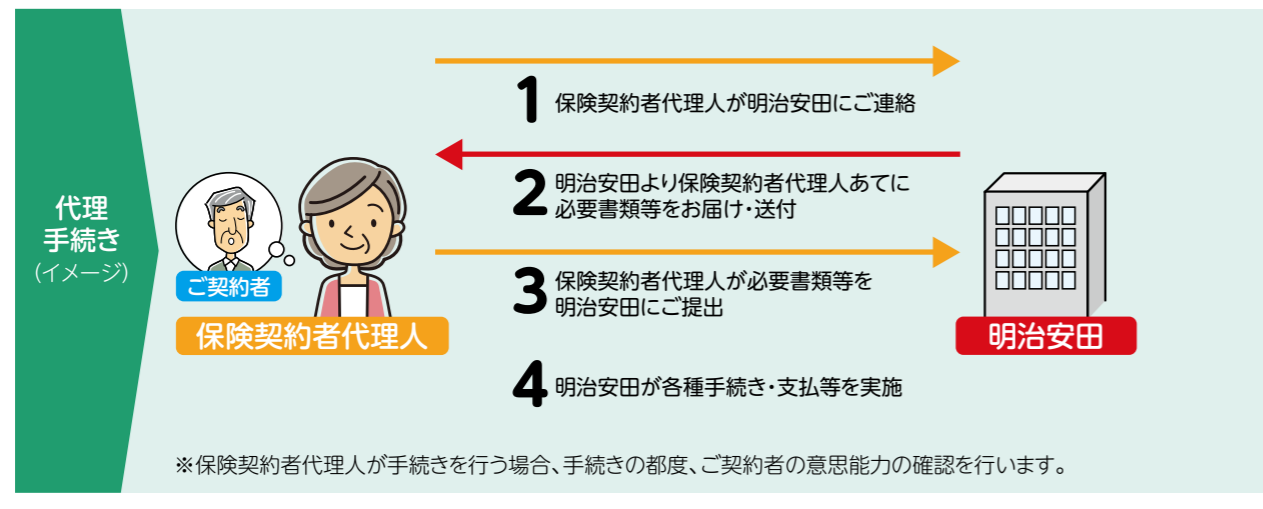 代理
手続き
(イメージ)
1 保険契約者代理人が明治安田にご連絡
2 明治安田より保険契約者代理人あてに
必要書類等をお届け・送付
3 保険契約者代理人が必要書類等を
明治安田にご提出
4 明治安田が各種手続き・支払等を実施
ご契約者
保険契約者代理人
明治安田
※保険契約者代理人が手続きを行う場合、手続きの都度、ご契約者の意思能力の確認を行います。